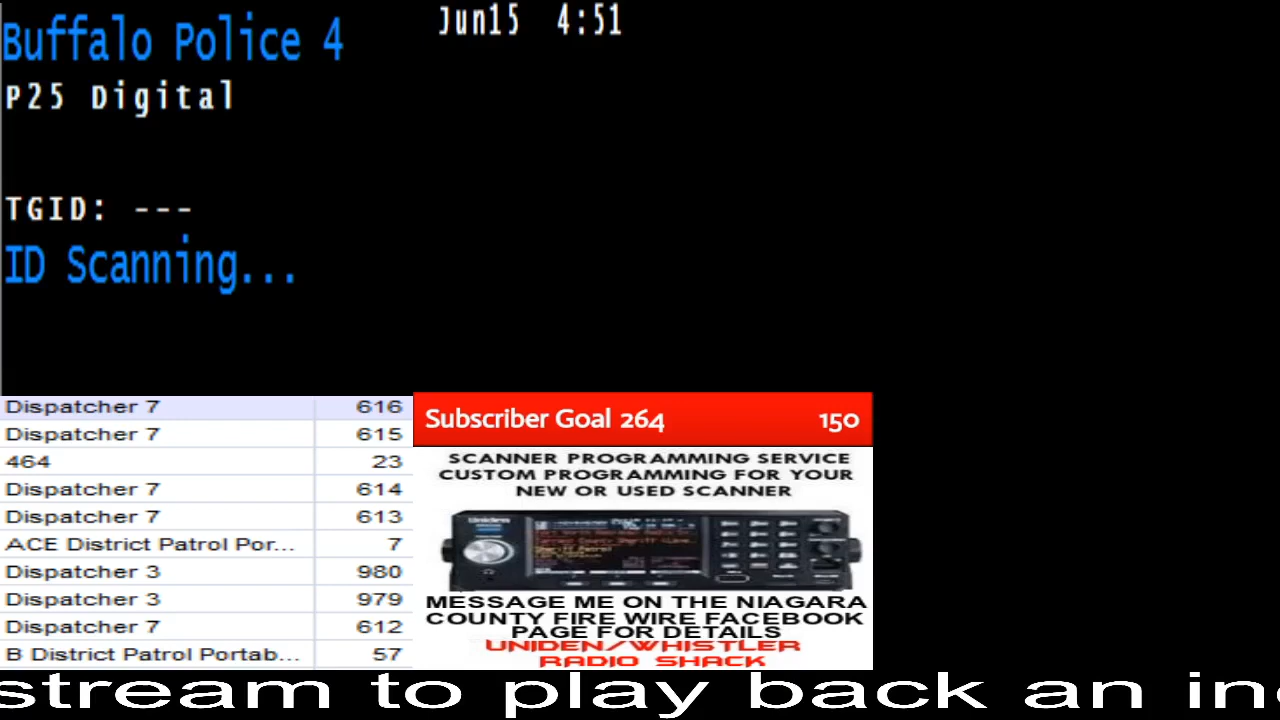 Buffalo Police 4
Jun15 4:51
P25 Digital
TGID: ---
ID Scanning...
Dispatcher 7 616
Dispatcher 7 615
464 23
Dispatcher 7 614
Dispatcher 7 613
ACE District Patrol Por... 7
Dispatcher 3 980
Dispatcher 3 979
Dispatcher 7 612
B District Patrol Portab... 57
Subscriber Goal 264 150
SCANNER PROGRAMMING SERVICE
CUSTOM PROGRAMMING FOR YOUR
NEW OR USED SCANNER
Uniden
MESSAGE ME ON THE NIAGARA
COUNTY FIRE WIRE FACEBOOK
PAGE FOR DETAILS
UNIDEN/WHISTLER
RADIO SHACK
stream to play back an in